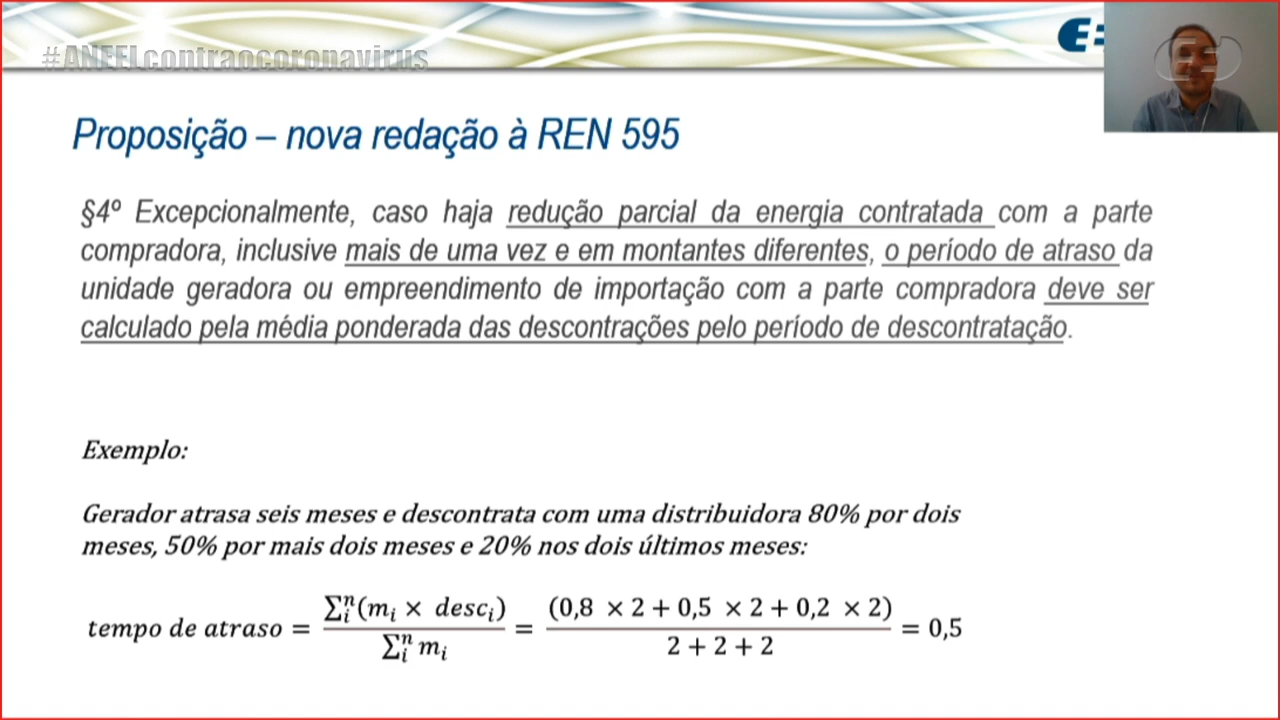 #ANEELcontraocoronavirus
Proposição – nova redação à REN 595
§4º Excepcionalmente, caso haja redução parcial da energia contratada com a parte
compradora, inclusive mais de uma vez e em montantes diferentes, o período de atraso da
unidade geradora ou empreendimento de importação com a parte compradora deve ser
calculado pela média ponderada das descontrações pelo período de descontratação.
Exemplo:
Gerador atrasa seis meses e descontrata com uma distribuidora 80% por dois
meses, 50% por mais dois meses e 20% nos dois últimos meses:
tempo de atraso = ∑ᵢⁿ(mᵢ × descᵢ) / ∑ᵢⁿ mᵢ = (0,8 × 2 + 0,5 × 2 + 0,2 × 2) / 2 + 2 + 2 = 0,5